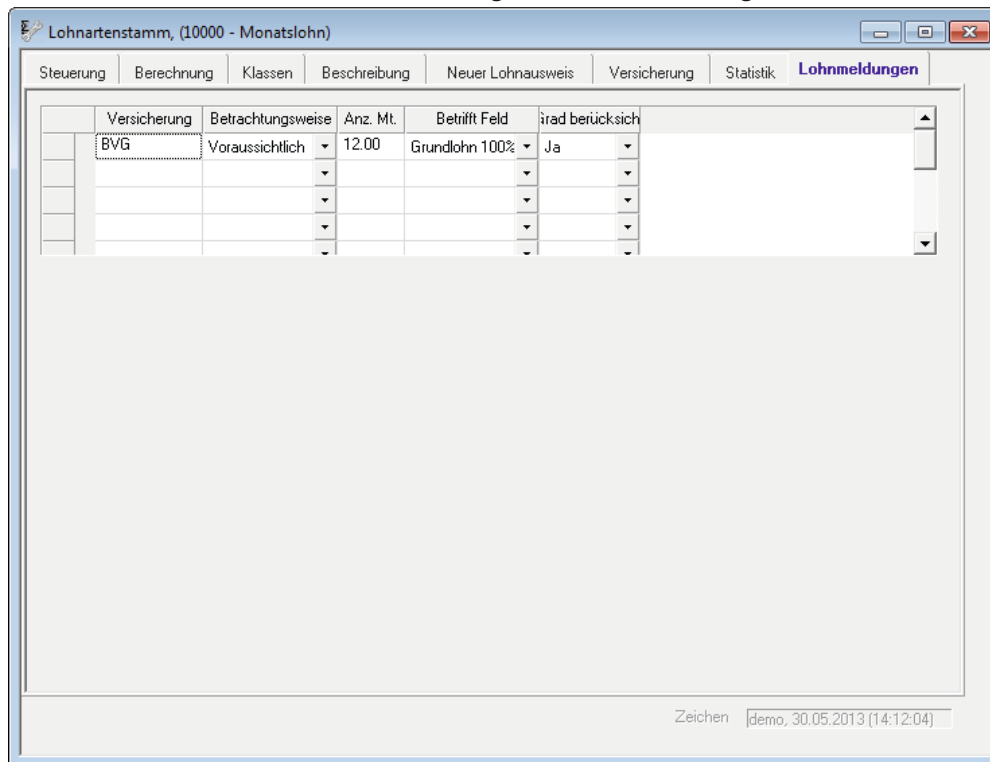 Lohnartenstamm, (10000 - Monatslohn)
Steuerung Berechnung Klassen Beschreibung Neuer Lohnausweis Versicherung Statistik Lohnmeldungen
Versicherung Betrachtungsweise Anz. Mt. Betrifft Feld Grad berücksich
BVG Voraussichtlich 12.00 Grundlohn 100% Ja
Zeichen demo, 30.05.2013 (14:12:04)